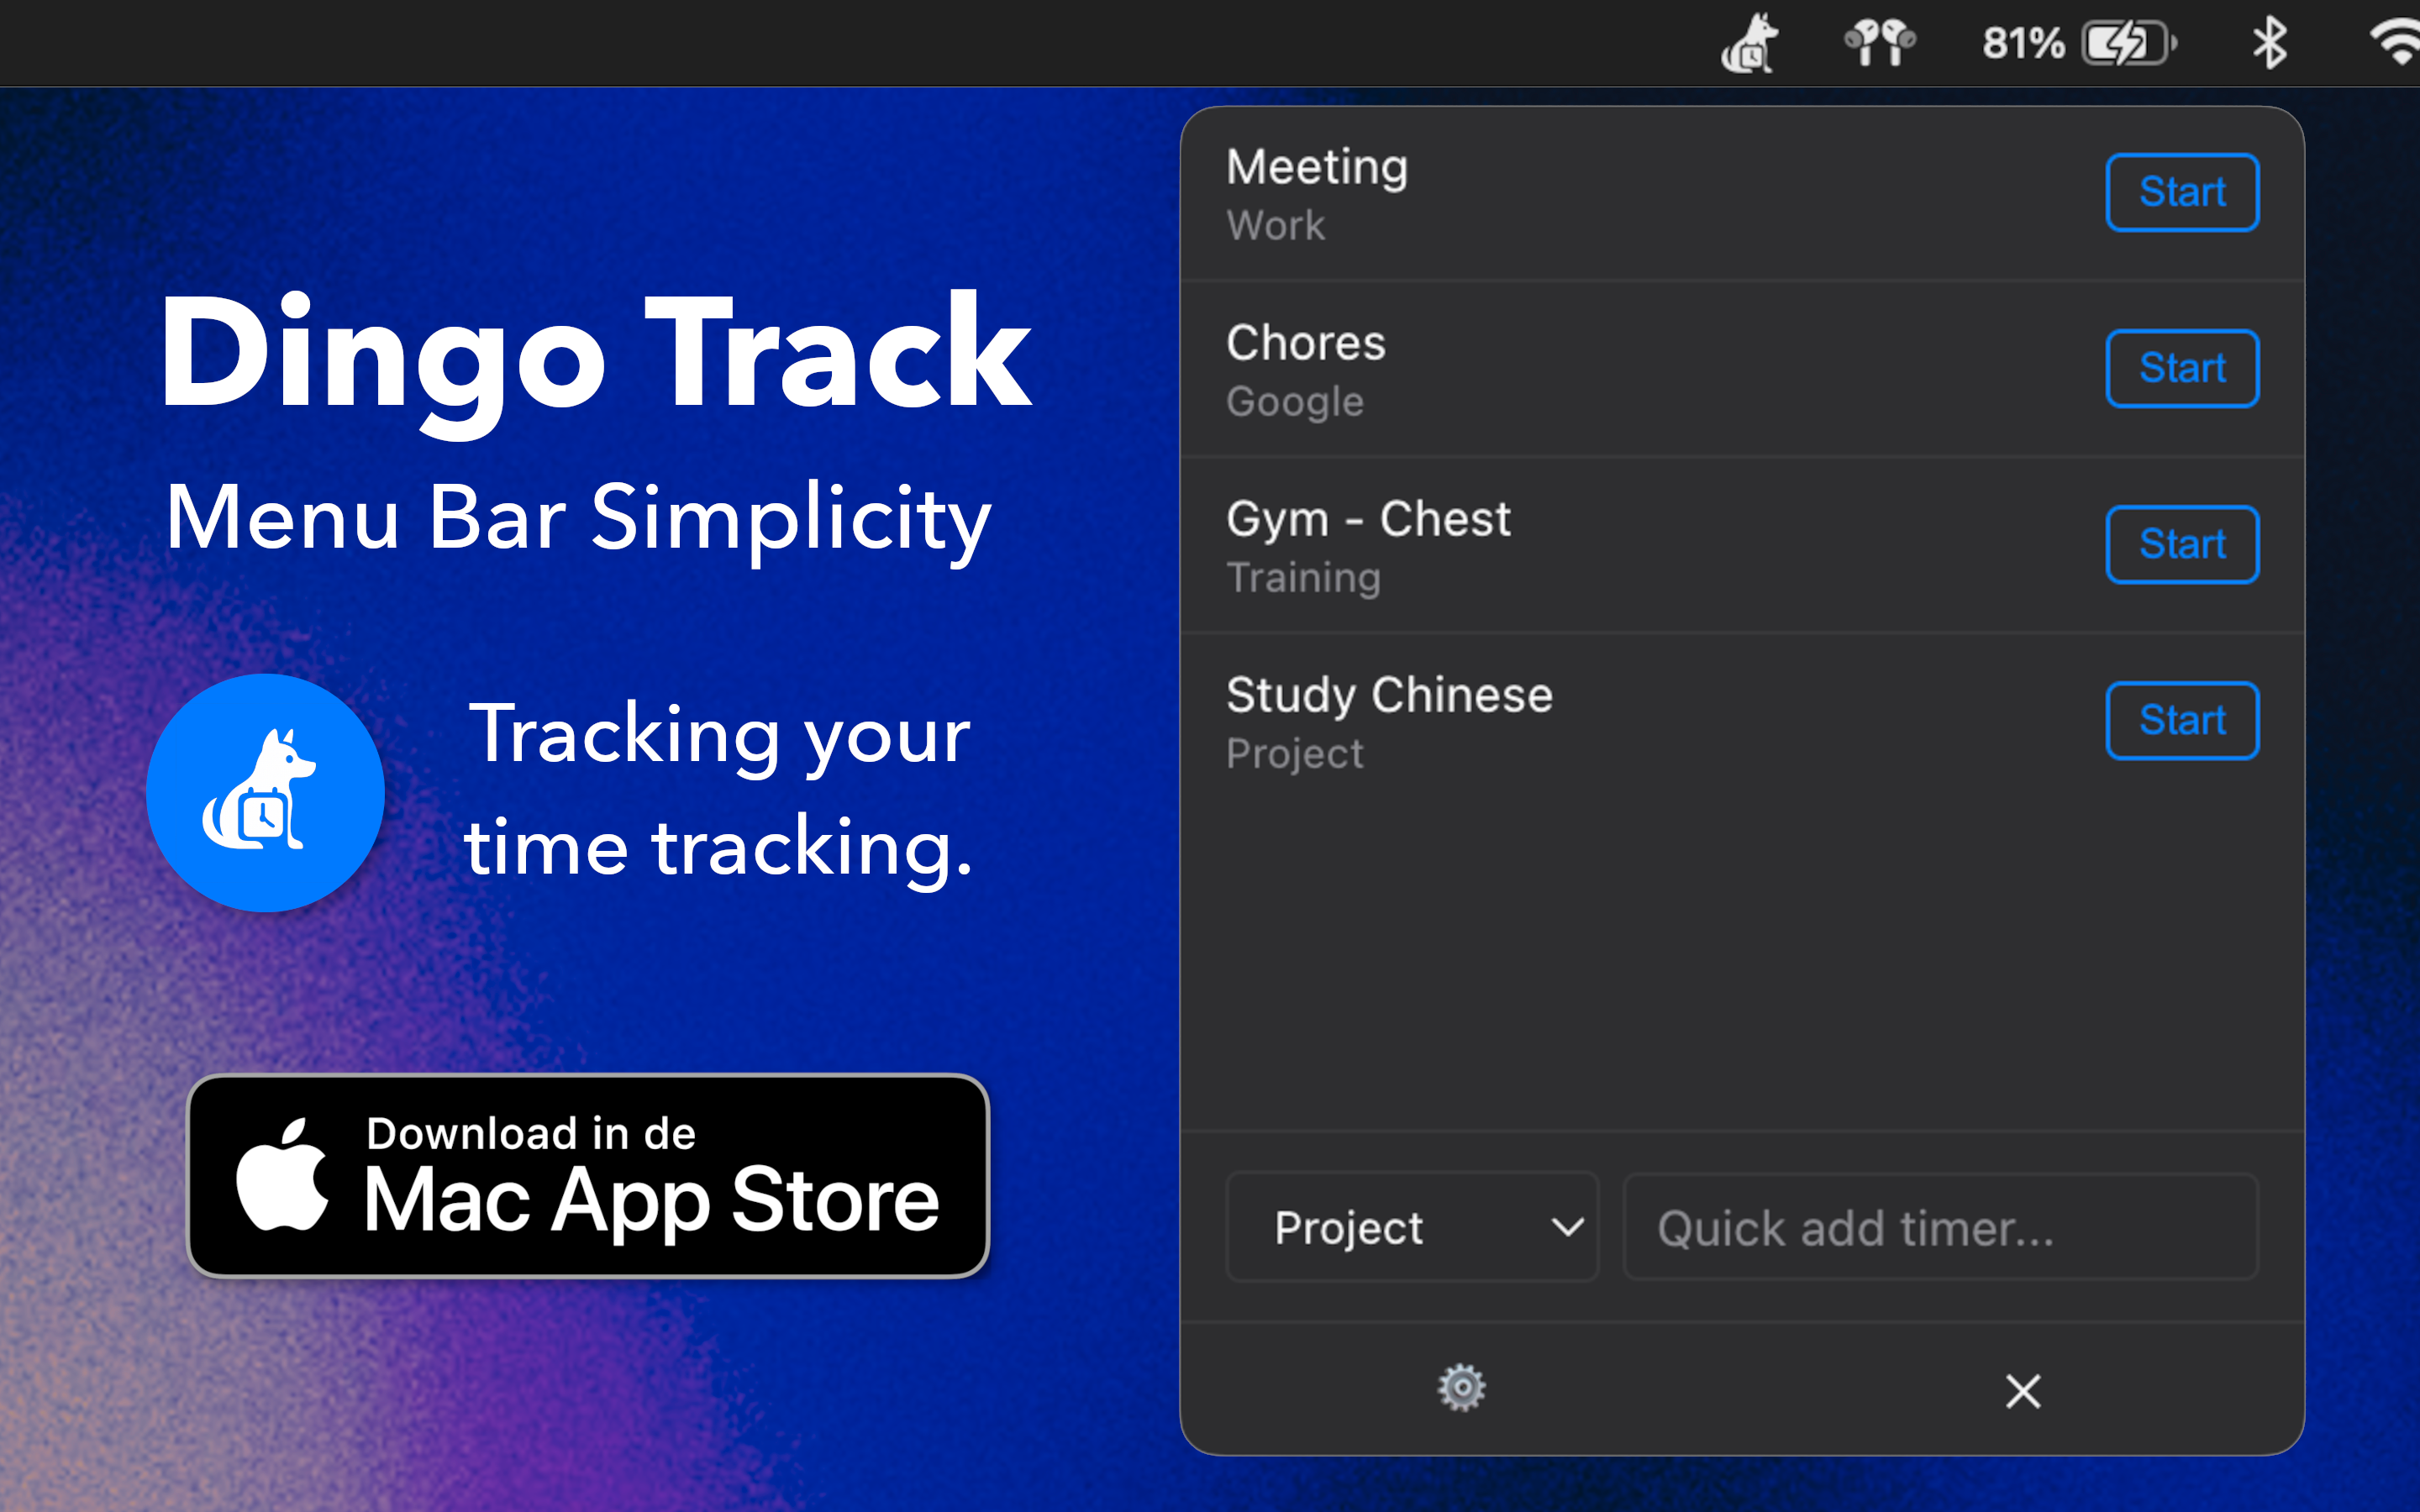 81%
Dingo Track
Menu Bar Simplicity
Tracking your
time tracking.
Download in de
Mac App Store
Meeting
Work
Start
Chores
Google
Start
Gym - Chest
Training
Start
Study Chinese
Project
Start
Project
Quick add timer...